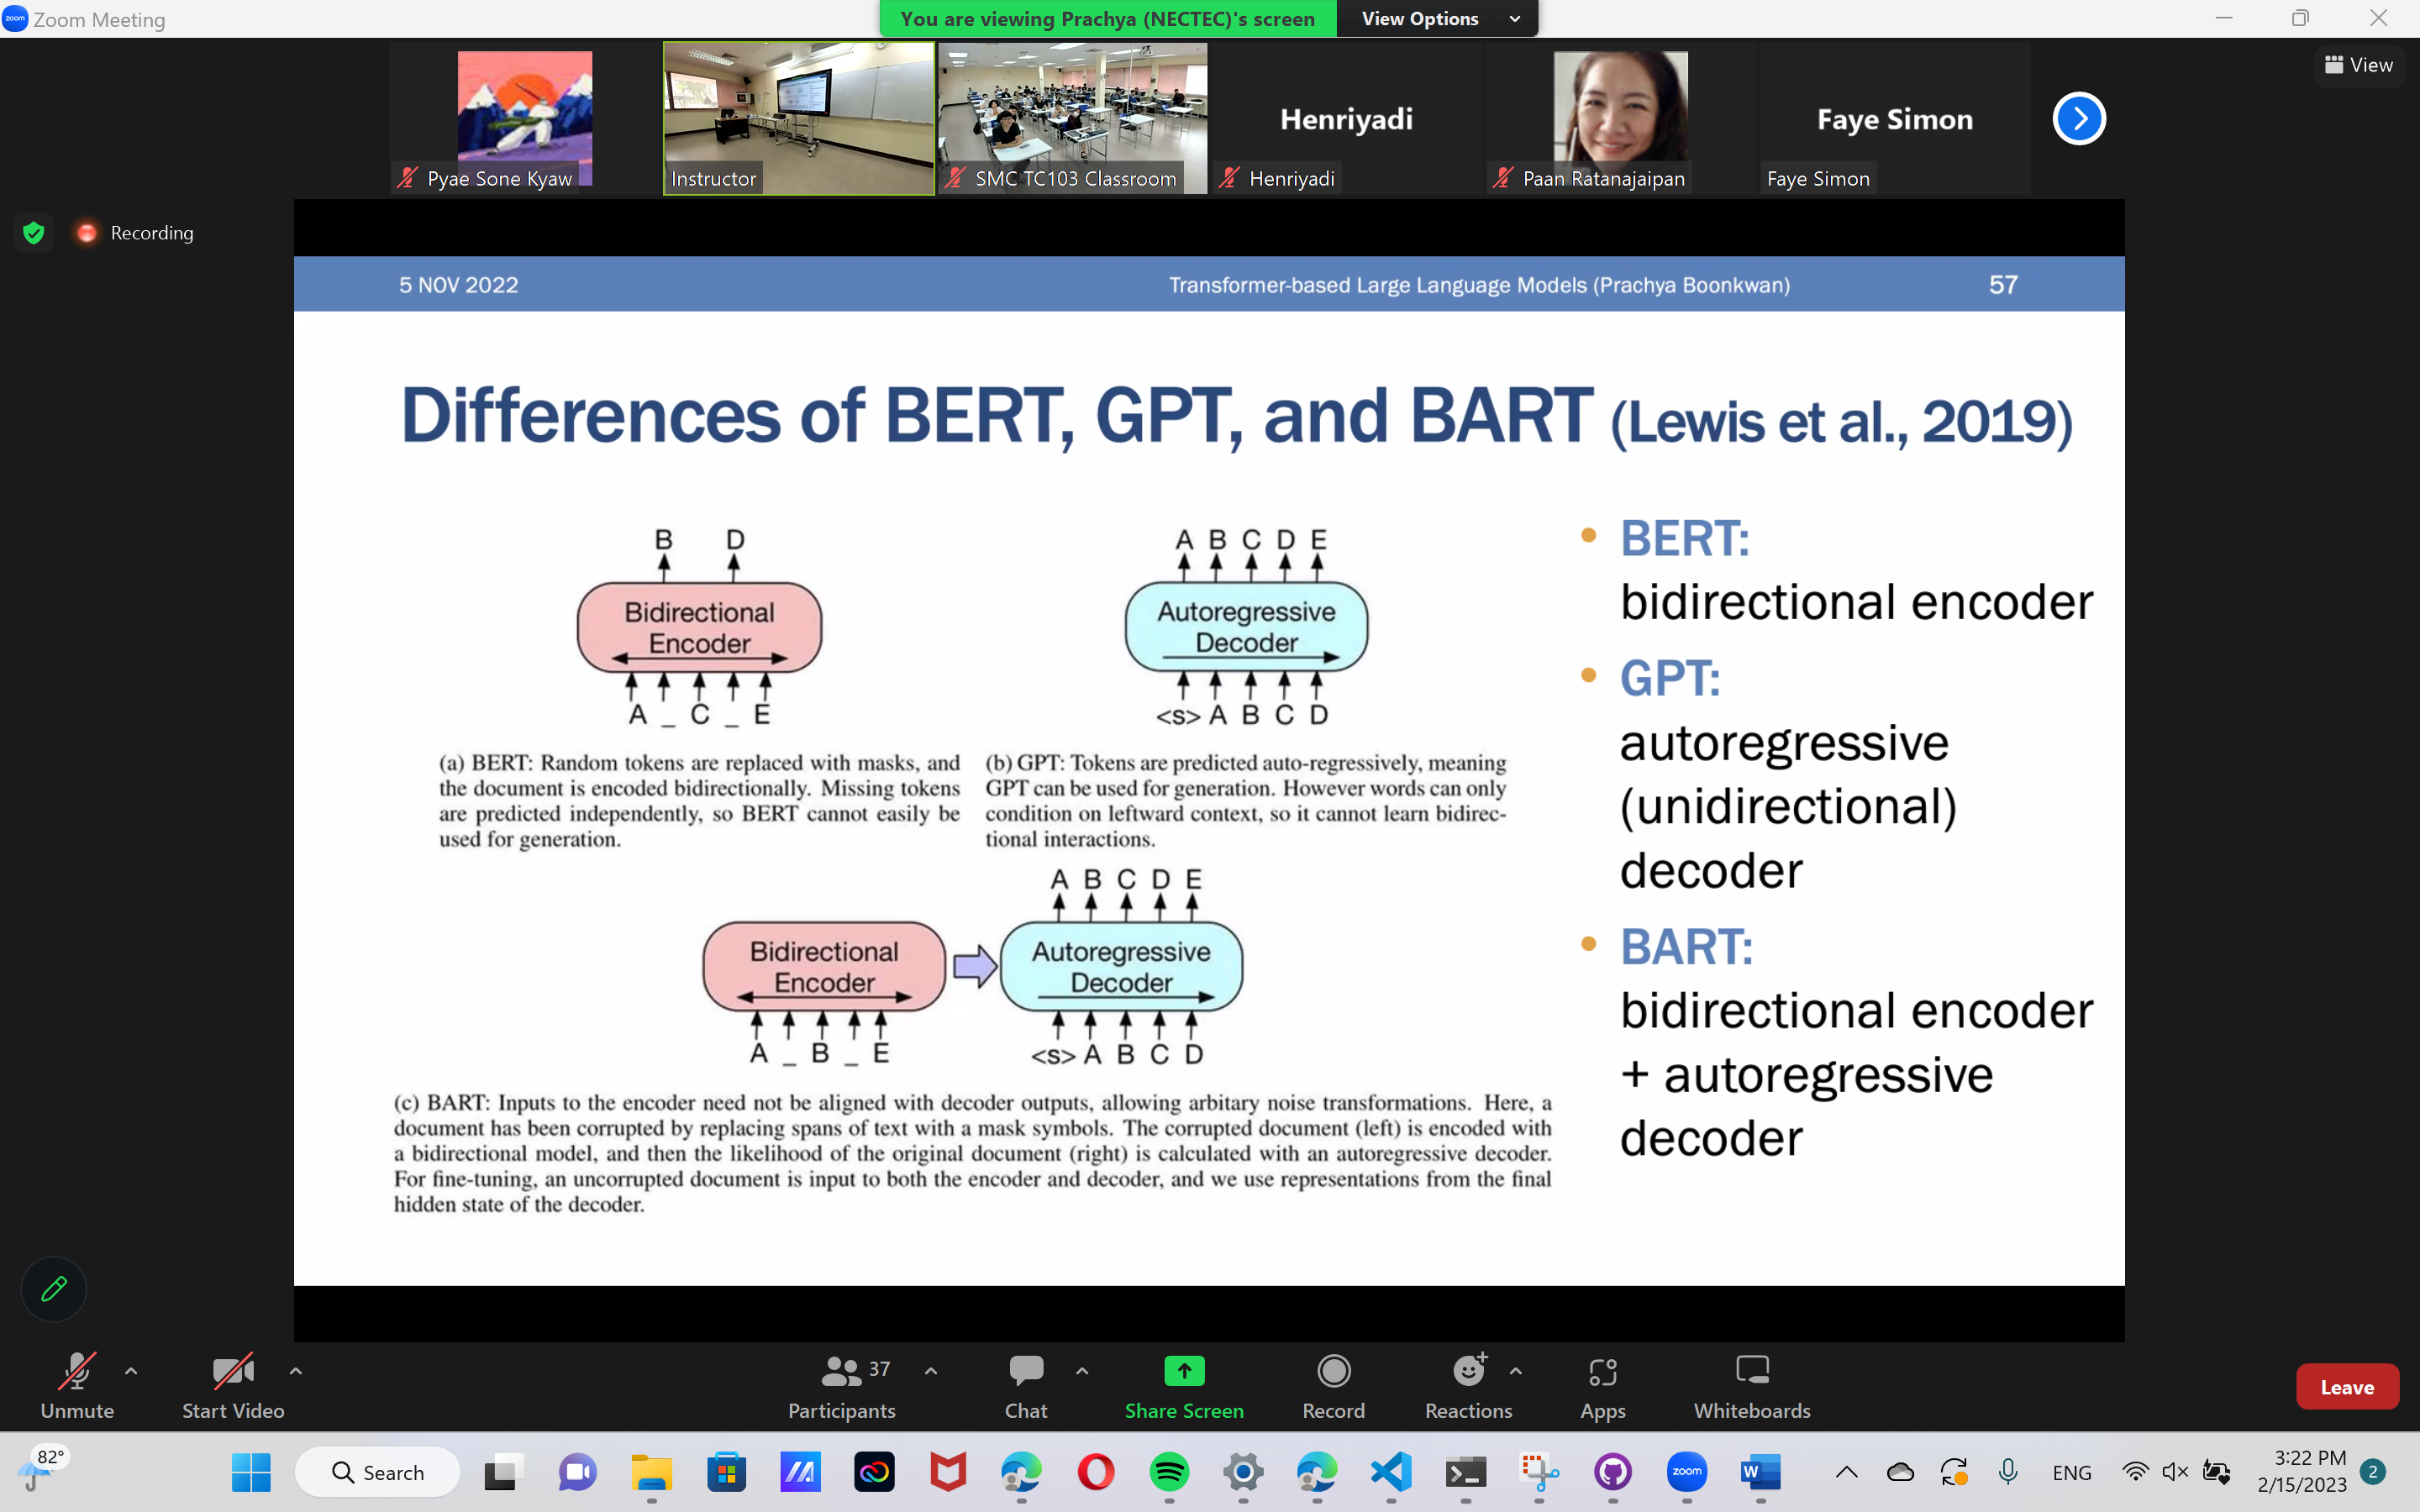 zoom Zoom Meeting
You are viewing Prachya (NECTEC)'s screen View Options
View
Henriyadi
Faye Simon
Pyae Sone Kyaw
Instructor
SMC TC103 Classroom
Henriyadi
Paan Ratanajaipan
Faye Simon
Recording
5 NOV 2022 Transformer-based Large Language Models (Prachya Boonkwan) 57
Differences of BERT, GPT, and BART (Lewis et al., 2019)
B D
Bidirectional
Encoder
A _ C _ E
(a) BERT: Random tokens are replaced with masks, and
the document is encoded bidirectionally. Missing tokens
are predicted independently, so BERT cannot easily be
used for generation.
A B C D E
Autoregressive
Decoder
<s> A B C D
(b) GPT: Tokens are predicted auto-regressively, meaning
GPT can be used for generation. However words can only
condition on leftward context, so it cannot learn bidirec-
tional interactions.
A B C D E
Bidirectional
Encoder
A _ B _ E
Autoregressive
Decoder
<s> A B C D
(c) BART: Inputs to the encoder need not be aligned with decoder outputs, allowing arbitary noise transformations. Here, a
document has been corrupted by replacing spans of text with a mask symbols. The corrupted document (left) is encoded with
a bidirectional model, and then the likelihood of the original document (right) is calculated with an autoregressive decoder.
For fine-tuning, an uncorrupted document is input to both the encoder and decoder, and we use representations from the final
hidden state of the decoder.
• BERT:
bidirectional encoder
• GPT:
autoregressive
(unidirectional)
decoder
• BART:
bidirectional encoder
+ autoregressive
decoder
Unmute
Start Video
37
Participants
Chat
Share Screen
Record
Reactions
Apps
Whiteboards
Leave
82°
Search
zoom
W
ENG
3:22 PM
2/15/2023
2